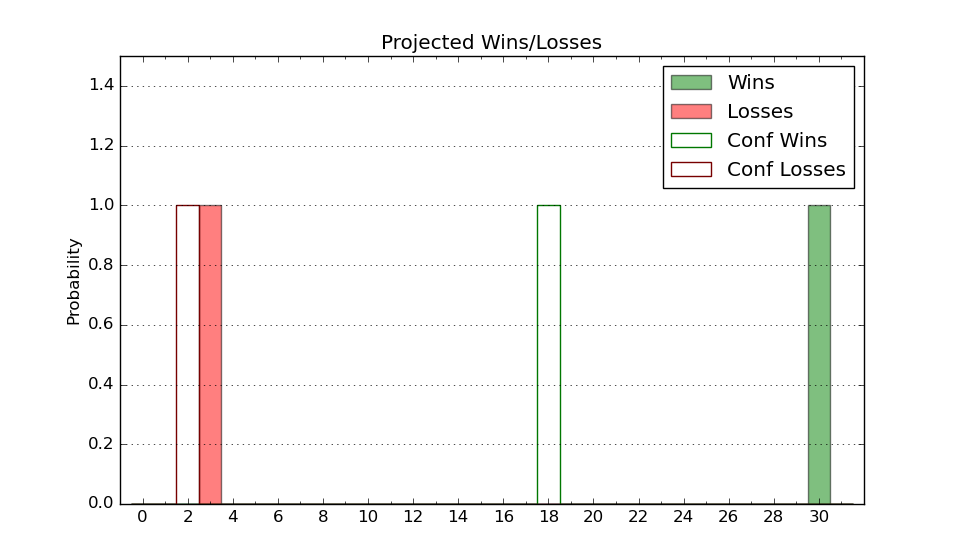 Projected Wins/Losses
Wins
Losses
Conf Wins
Conf Losses
Probability
1.4
1.2
1.0
0.8
0.6
0.4
0.2
0.0
0 2 4 6 8 10 12 14 16 18 20 22 24 26 28 30